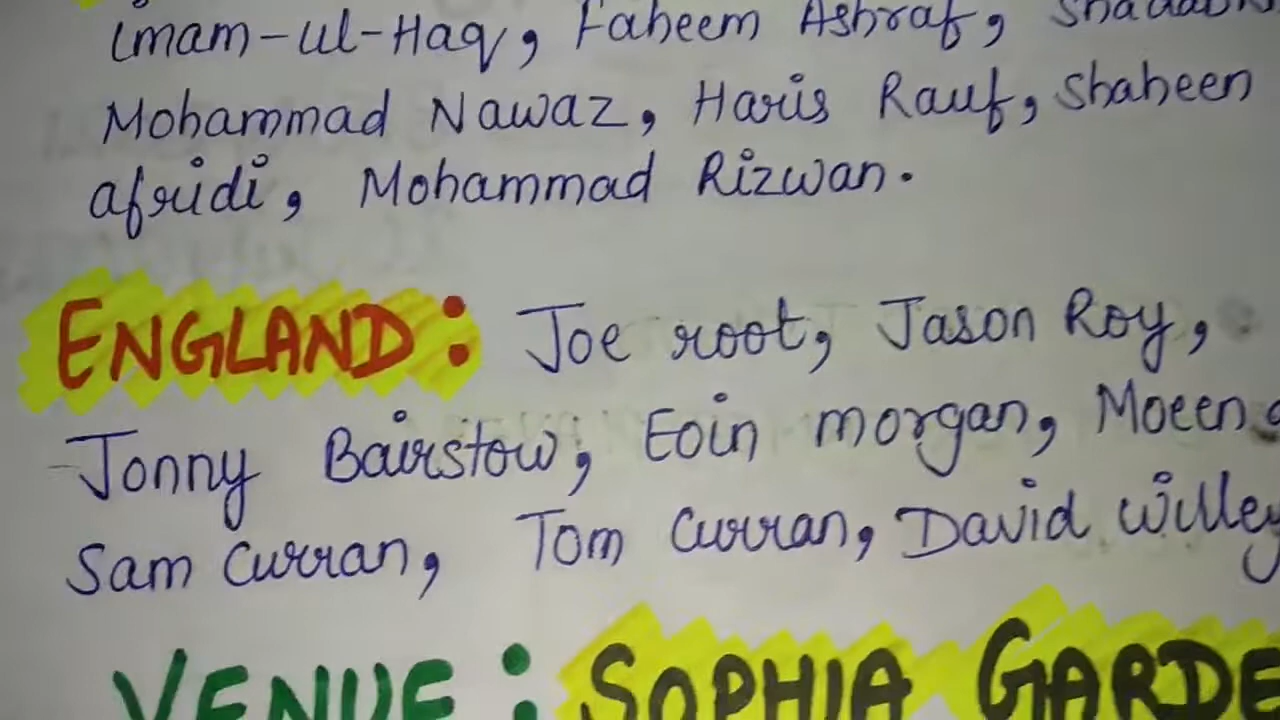 imam-ul-Haq, Faheem Ashraf,
Mohammad Nawaz, Haris Rauf, Shaheen
afridi, Mohammad Rizwan.
ENGLAND: Joe root, Jason Roy,
Jonny Bairstow, Eoin morgan, Moeen
Sam Curran, Tom Curran, David willey
VENUE: SOPHIA GARDE